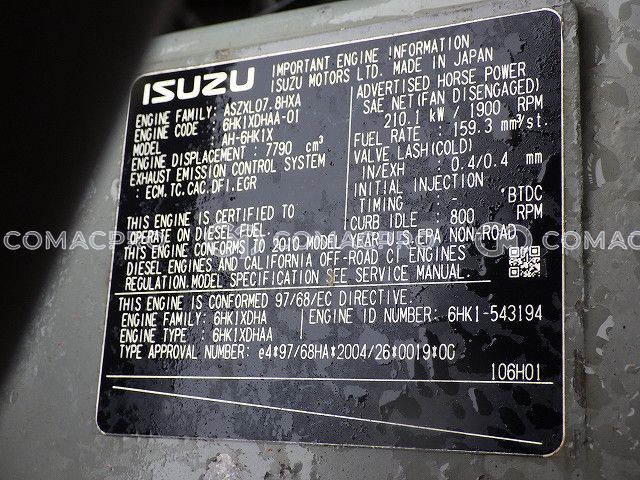 ISUZU
IMPORTANT ENGINE INFORMATION
ISUZU MOTORS LTD. MADE IN JAPAN
ENGINE FAMILY: ASZXL07.8HXA
ENGINE CODE : 6HK1XDHAA-01
MODEL : AH-6HK1X
ENGINE DISPLACEMENT: 7790 cm³
EXHAUST EMISSION CONTROL SYSTEM
: ECM.TC.CAC.DFI.EGR
ADVERTISED HORSE POWER
SAE NET(FAN DISENGAGED)
210.1 kW / 1900 RPM
FUEL RATE : 159.3 mm³/st.
VALVE LASH(COLD)
IN/EXH : 0.4/0.4 mm
INITIAL INJECTION
TIMING : - °BTDC
CURB IDLE : 800 RPM
THIS ENGINE IS CERTIFIED TO
OPERATE ON DIESEL FUEL.
THIS ENGINE CONFORMS TO 2010 MODEL YEAR US.EPA NON-ROAD
DIESEL ENGINES AND CALIFORNIA OFF-ROAD CI ENGINES
REGULATION.MODEL SPECIFICATION SEE SERVICE MANUAL.
THIS ENGINE IS CONFORMED 97/68/EC DIRECTIVE.
ENGINE FAMILY: 6HK1XDHA
ENGINE TYPE : 6HK1XDHAA
ENGINE ID NUMBER: 6HK1-543194
TYPE APPROVAL NUMBER: e4*97/68HA*2004/26*0019*00
106H01
COMACPRO
COMACPRO